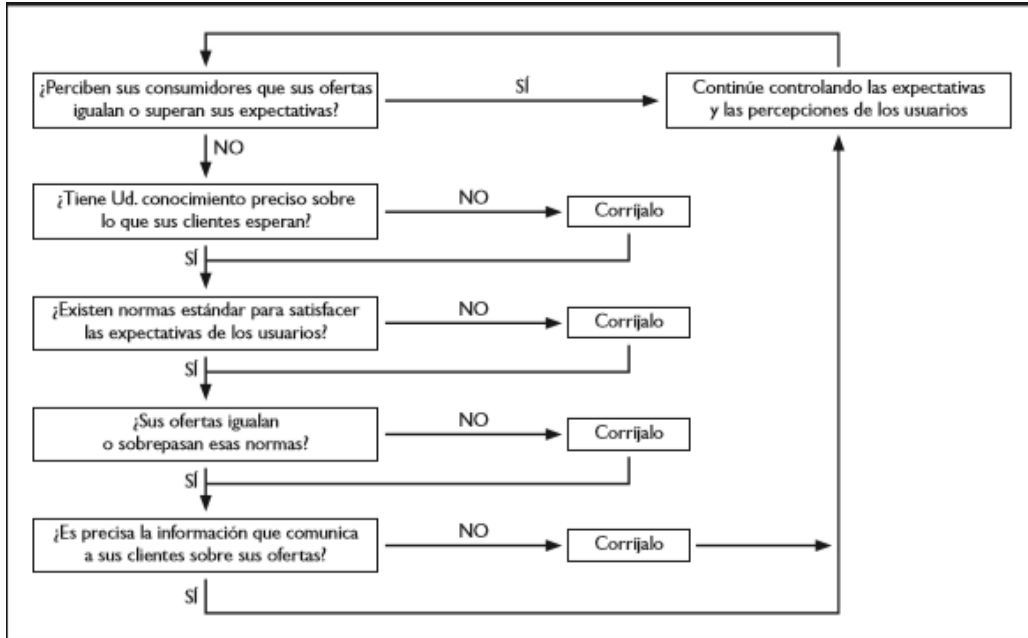 ¿Perciben sus consumidores que sus ofertas
igualan o superan sus expectativas?
SÍ
Continúe controlando las expectativas
y las percepciones de los usuarios
NO
¿Tiene Ud. conocimiento preciso sobre
lo que sus clientes esperan?
NO
Corríjalo
SÍ
¿Existen normas estándar para satisfacer
las expectativas de los usuarios?
NO
Corríjalo
SÍ
¿Sus ofertas igualan
o sobrepasan esas normas?
NO
Corríjalo
SÍ
¿Es precisa la información que comunica
a sus clientes sobre sus ofertas?
NO
Corríjalo
SÍ